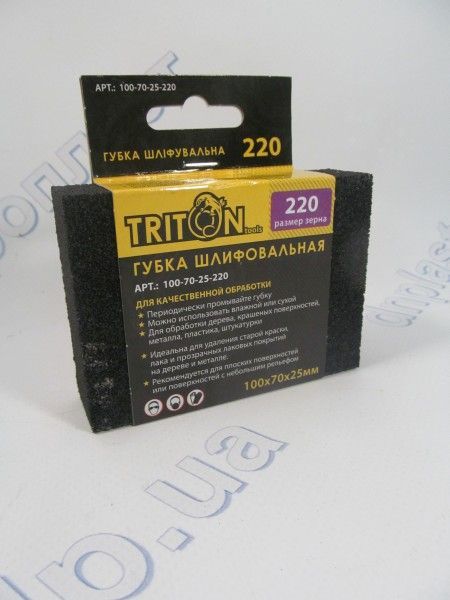 АРТ.: 100-70-25-220
ГУБКА ШЛІФУВАЛЬНА 220
TRITON
tools
220
размер зерна
ГУБКА ШЛИФОВАЛЬНАЯ
АРТ.: 100-70-25-220
ДЛЯ КАЧЕСТВЕННОЙ ОБРАБОТКИ
★ Периодически промывайте губку
★ Можно использовать влажной или сухой
★ Для обработки дерева, крашеных поверхностей,
металла, пластика, штукатурки
★ Идеальна для удаления старой краски,
лака и прозрачных лаковых покрытий
на дереве и металле.
★ Рекомендуется для плоских поверхностей
или поверхностей с небольшим рельефом
100х70х25мм